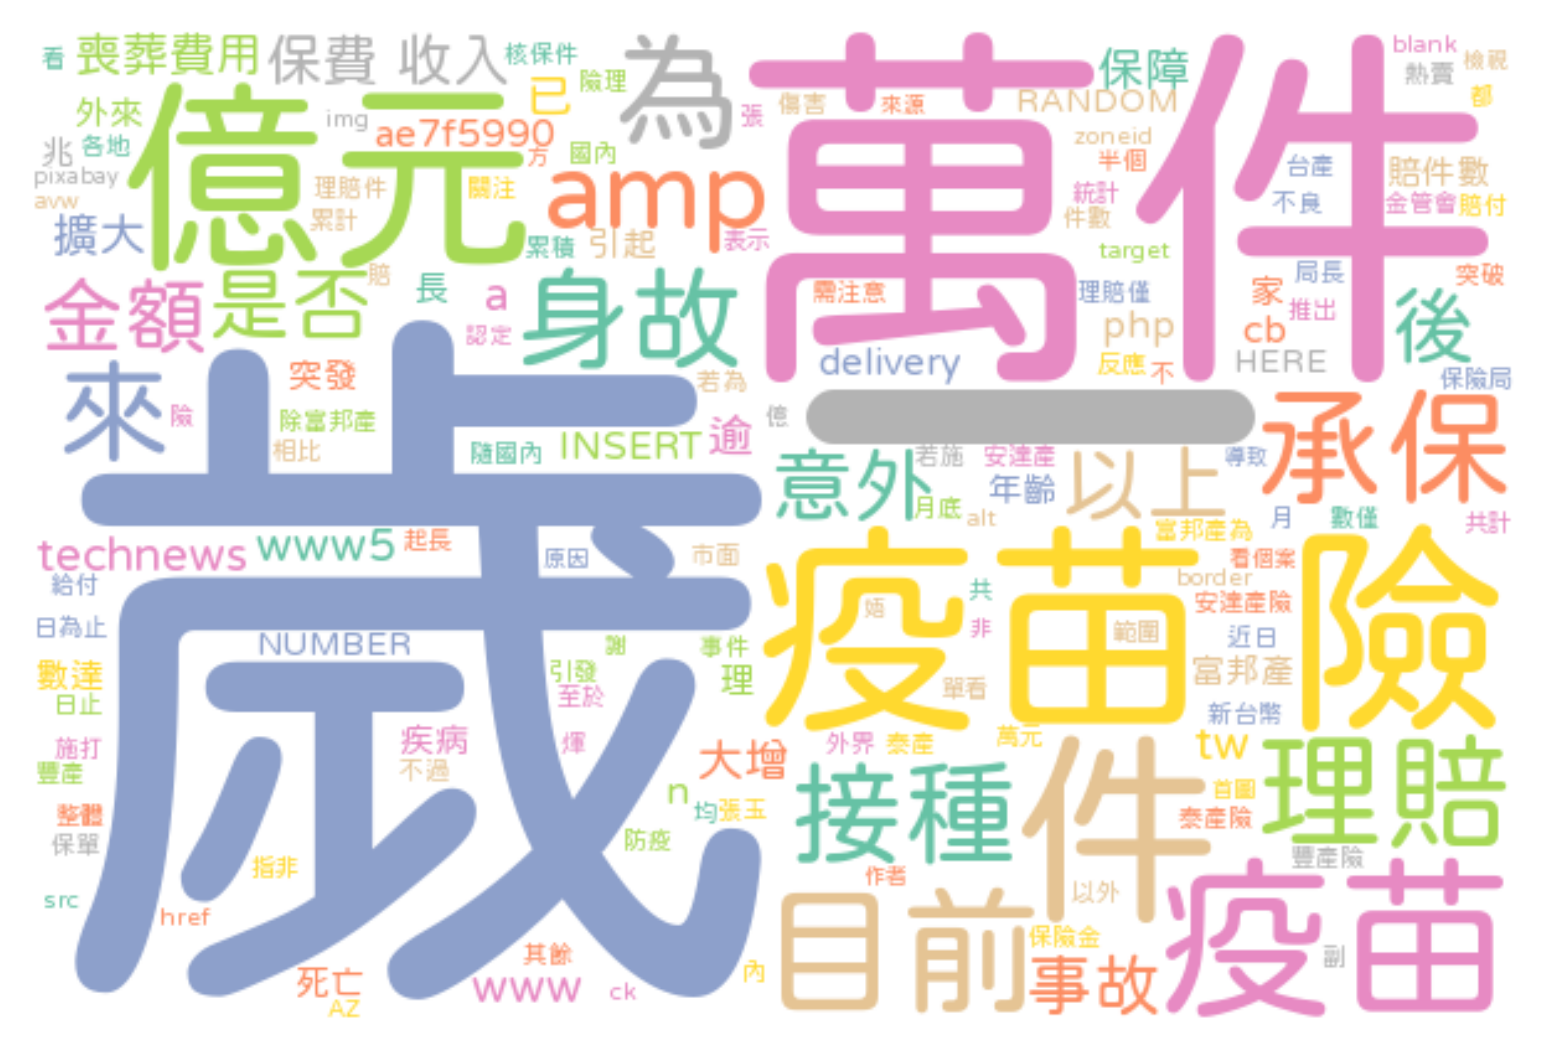 看 喪葬費用 保費 收入 核保件 為 萬件 保障 blank
熱賣 檢視
外來 億元 img ae7f5990 已 險理 張 傷害 來源 RANDOM 都
兆 各地 方 國內 zoneid
pixabay 理賠件 關注 amp 半個 台產 賠件數
avw 累計 統計 不良 金管會 賠付
擴大 累積 引起 表示 件數 target
金額 是否 賠 長 a 身故 需注意 理賠僅 家 局長 突破
認定 php cb 推出 後
來 突發 若為 delivery 反應 不 HERE 保險局
險 除富邦產 億 一 承保
相比 隨國內 INSERT 逾 意外 若施 安達產 以上 導致
歲 年齡
月底 alt 富邦產為 月 數僅 共計
technews www5 起長 原因 市面 疫苗險 看個案
給付 共 border 安達產險
日為止 NUMBER 謝 事件 非 範圍 近日
數達 引發 理 單看 富邦產
日止 至於 新台幣
施打 疾病 煇 大增 外界 泰產 萬元 tw 理賠
豐產 不過 接種 件 首圖
整體 n 均 張玉 泰產險
保單 防疫 豐產險
指非 作者 疫苗
src href 目前 以外
其餘 保險金 副
死亡 www ck 內 事故
AZ